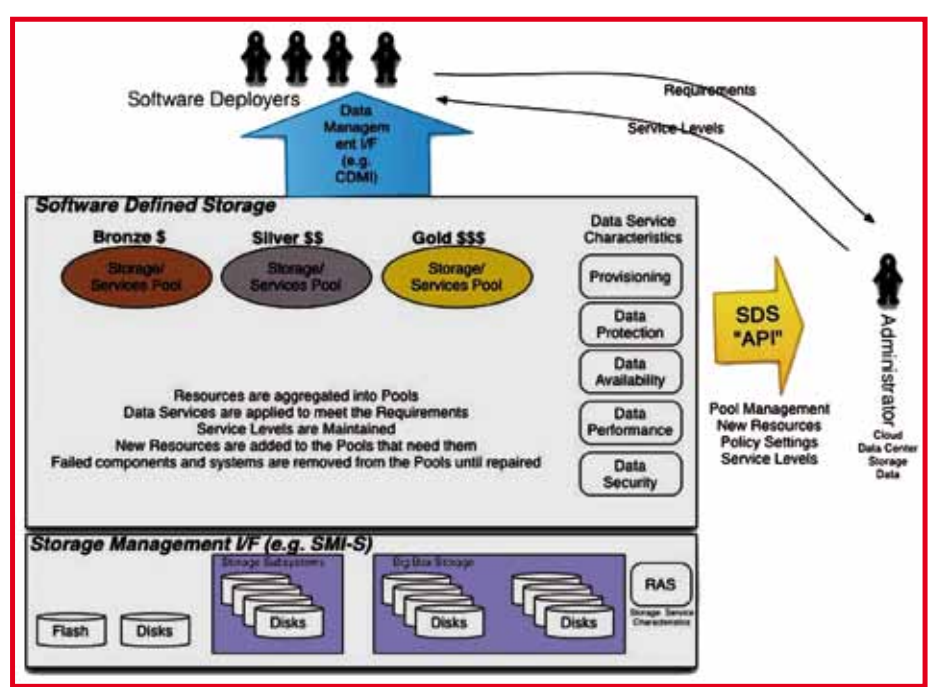 Software Deployers
Data
Managem
ent I/F
(e.g.
CDMI)
Requirements
Service Levels
Software Defined Storage
Bronze $
Storage/
Services Pool
Silver $$
Storage/
Services Pool
Gold $$$
Storage/
Services Pool
Data Service
Characteristics
Provisioning
Data
Protection
Data
Availability
Data
Performance
Data
Security
Resources are aggregated into Pools
Data Services are applied to meet the Requirements
Service Levels are Maintained
New Resources are added to the Pools that need them
Failed components and systems are removed from the Pools until repaired
SDS
"API"
Pool Management
New Resources
Policy Settings
Service Levels
Administrator
Cloud
Data Center
Storage
Data
Storage Management I/F (e.g. SMI-S)
Flash
Disks
Storage Subsystems
Disks
Big Box Storage
Disks
Disks
RAS
Storage Service
Characteristics